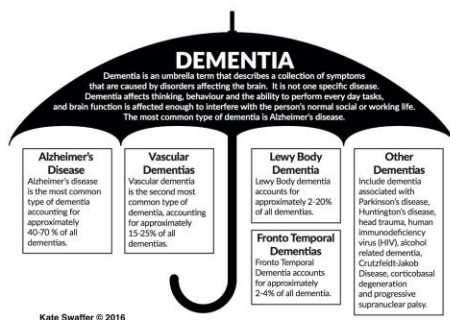 DEMENTIA
Dementia is an umbrella term that describes a collection of symptoms
that are caused by disorders affecting the brain. It is not one specific disease.
Dementia affects thinking, behaviour and the ability to perform every day tasks,
and brain function is affected enough to interfere with the person's normal social or working life.
The most common type of dementia is Alzheimer's disease.
Alzheimer's
Disease
Alzheimer's disease
is the most common
type of dementia
accounting for
approximately
40-70 % of all
dementias.
Vascular
Dementias
Vascular dementia
is the second most
common type of
dementia, accounting
for approximately
15-25% of all
dementias.
Lewy Body
Dementia
Lewy Body dementia
accounts for
approximately 2-20%
of all dementias.
Fronto Temporal
Dementias
Fronto Temporal
Dementia accounts
for approximately
2-4% of all dementia.
Other
Dementias
Include dementia
associated with
Parkinson's disease,
Huntington's disease,
head trauma, human
immunodeficiency
virus (HIV), alcohol
related dementia,
Crutzfeldt-Jakob
Disease, corticobasal
degeneration
and progressive
supranuclear palsy.
Kate Swaffer © 2016